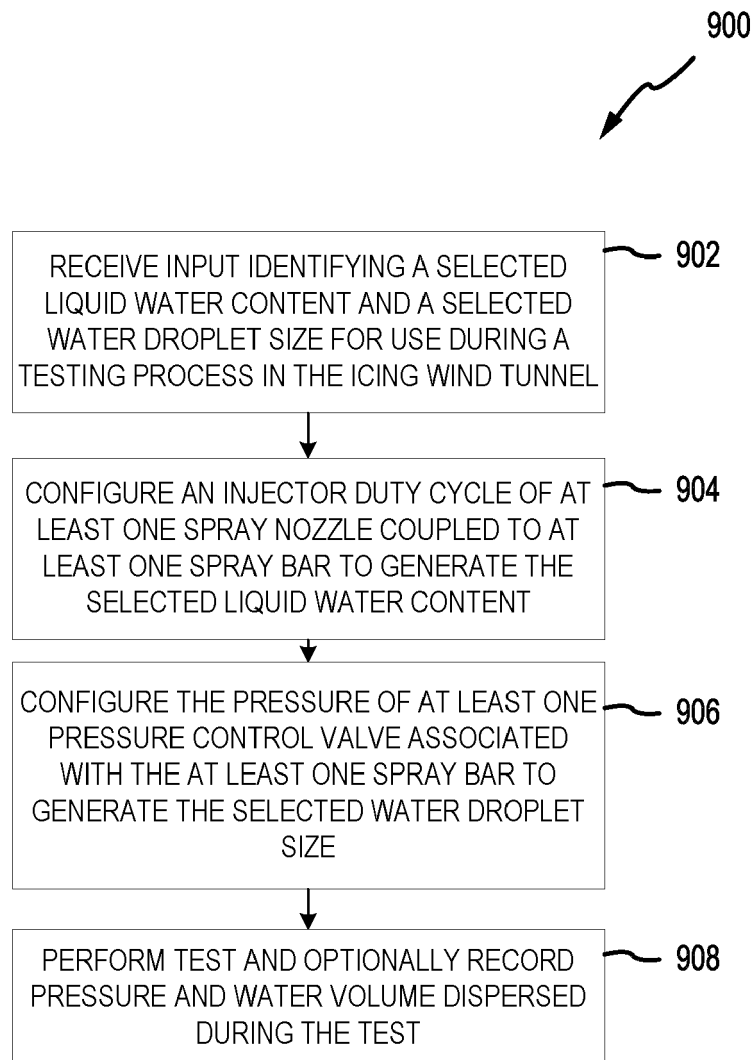 900
RECEIVE INPUT IDENTIFYING A SELECTED
LIQUID WATER CONTENT AND A SELECTED
WATER DROPLET SIZE FOR USE DURING A
TESTING PROCESS IN THE ICING WIND TUNNEL
902
CONFIGURE AN INJECTOR DUTY CYCLE OF AT
LEAST ONE SPRAY NOZZLE COUPLED TO AT
LEAST ONE SPRAY BAR TO GENERATE THE
SELECTED LIQUID WATER CONTENT
904
CONFIGURE THE PRESSURE OF AT LEAST ONE
PRESSURE CONTROL VALVE ASSOCIATED
WITH THE AT LEAST ONE SPRAY BAR TO
GENERATE THE SELECTED WATER DROPLET
SIZE
906
PERFORM TEST AND OPTIONALLY RECORD
PRESSURE AND WATER VOLUME DISPERSED
DURING THE TEST
908